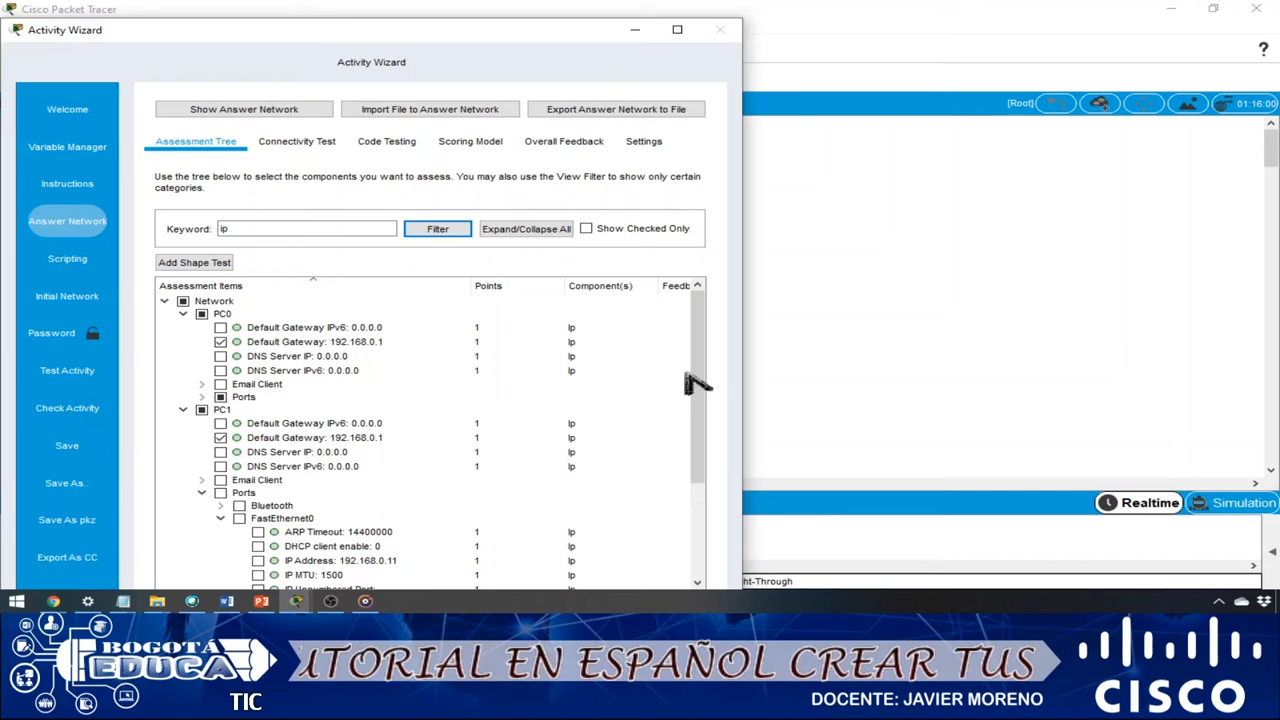 Cisco Packet Tracer
Activity Wizard
Activity Wizard
Welcome
Variable Manager
Instructions
Answer Network
Scripting
Initial Network
Password
Test Activity
Check Activity
Save
Save As..
Save As pkz
Export As CC
Show Answer Network
Import File to Answer Network
Export Answer Network to File
Assessment Tree
Connectivity Test
Code Testing
Scoring Model
Overall Feedback
Settings
Use the tree below to select the components you want to assess. You may also use the View Filter to show only certain
categories.
Keyword: ip
Filter
Expand/Collapse All
Show Checked Only
Add Shape Test
Assessment Items Points Component(s) Feedb
Network
PC0
Default Gateway IPv6: 0.0.0.0 1 Ip
Default Gateway: 192.168.0.1 1 Ip
DNS Server IP: 0.0.0.0 1 Ip
DNS Server IPv6: 0.0.0.0 1 Ip
Email Client
Ports
PC1
Default Gateway IPv6: 0.0.0.0 1 Ip
Default Gateway: 192.168.0.1 1 Ip
DNS Server IP: 0.0.0.0 1 Ip
DNS Server IPv6: 0.0.0.0 1 Ip
Email Client
Ports
Bluetooth
FastEthernet0
ARP Timeout: 14400000 1 Ip
DHCP client enable: 0 1 Ip
IP Address: 192.168.0.11 1 Ip
IP MTU: 1500 1 Ip
IP Unnumbered Port:
?
[Root]
01:16:00
Realtime
Simulation
ht-Through
BOGOTÁ
EDUCA
TIC
UTORIAL EN ESPAÑOL CREAR TUS
DOCENTE: JAVIER MORENO
CISCO